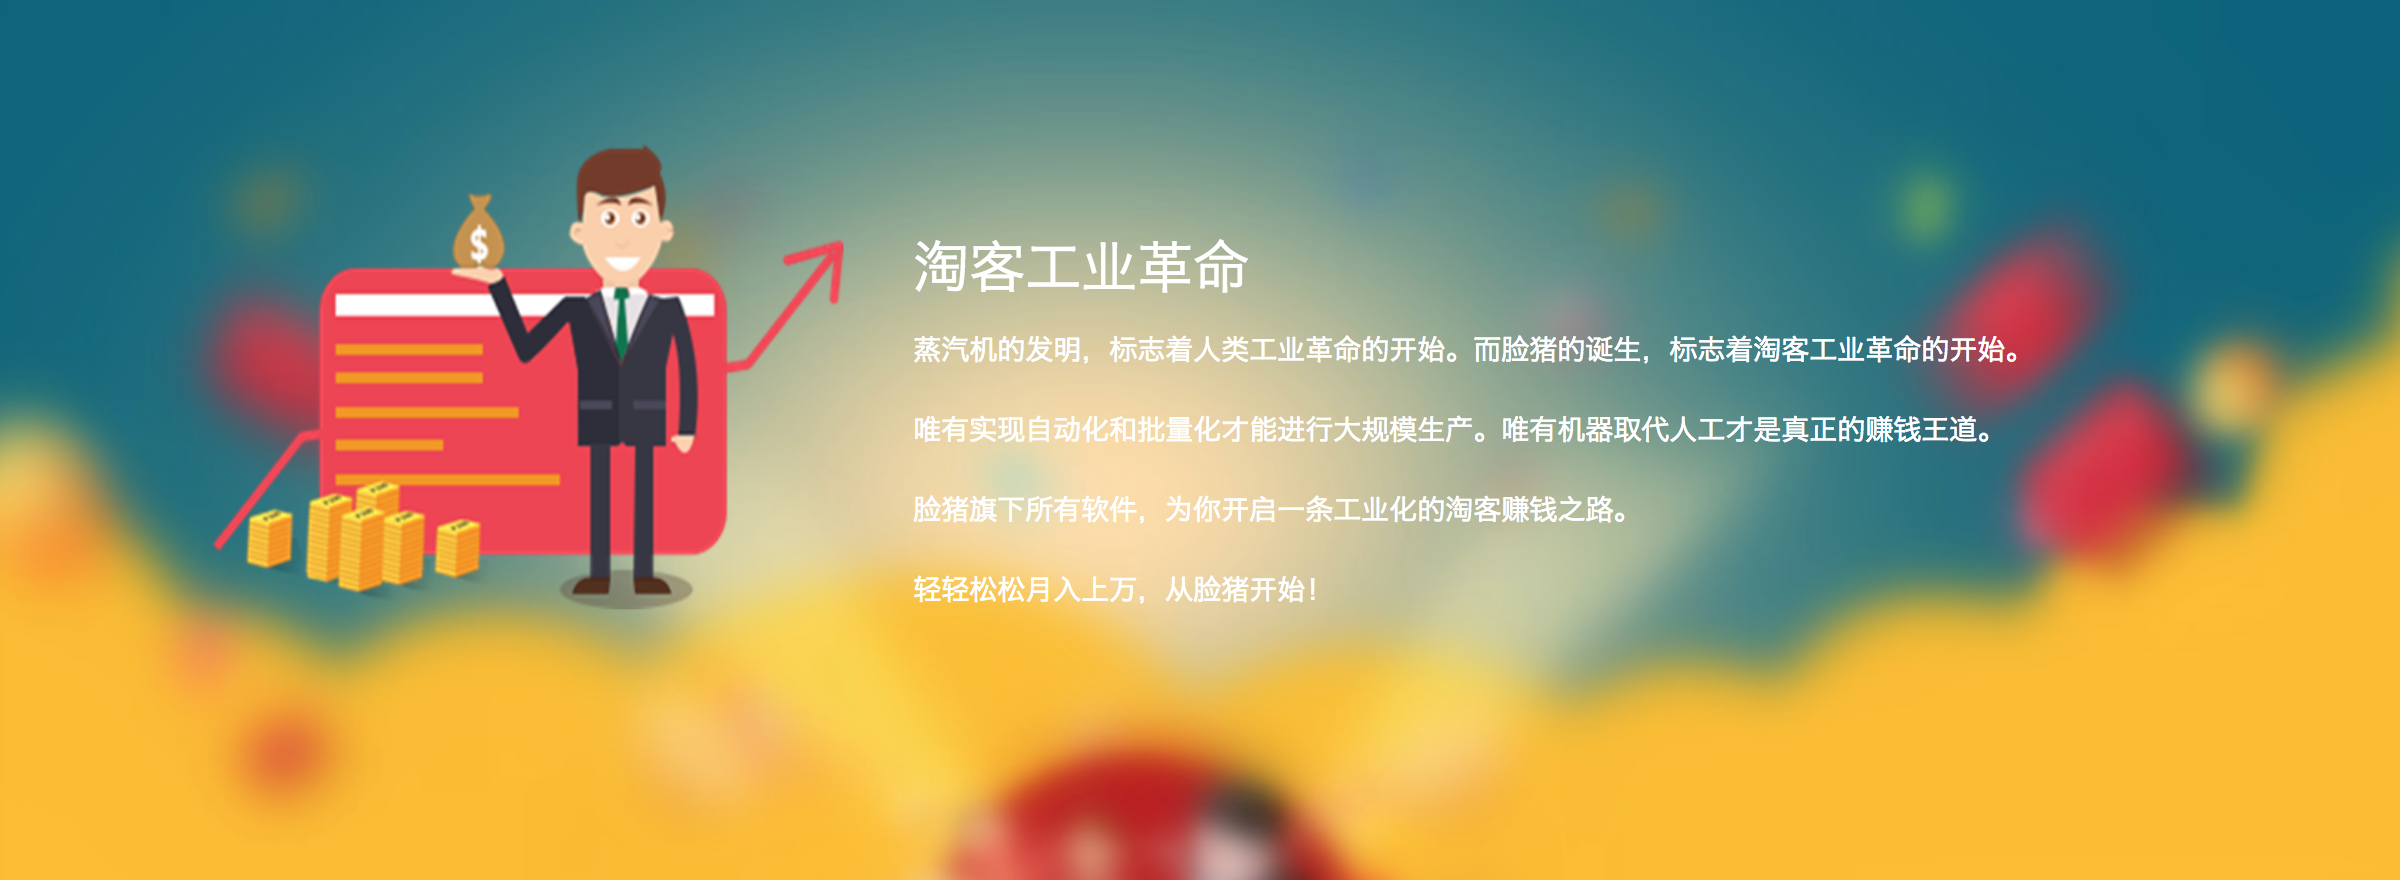 $
淘客工业革命
蒸汽机的发明，标志着人类工业革命的开始。而脸猪的诞生，标志着淘客工业革命的开始。
唯有实现自动化和批量化才能进行大规模生产。唯有机器取代人工才是真正的赚钱王道。
脸猪旗下所有软件，为你开启一条工业化的淘客赚钱之路。
轻轻松松月入上万，从脸猪开始！